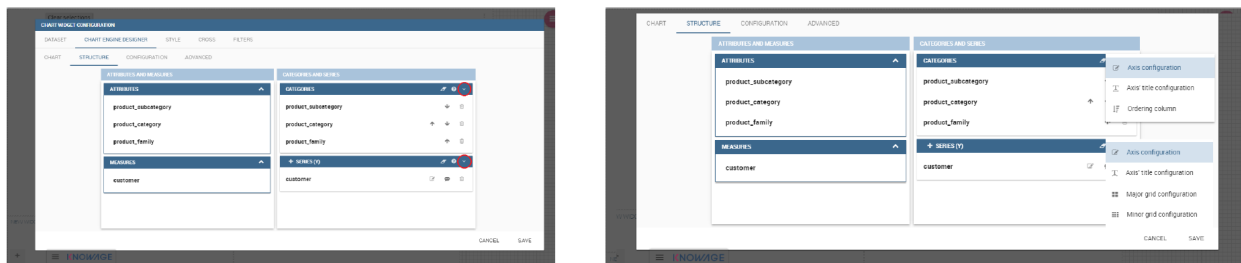 Clear selections
CHART WIDGET CONFIGURATION
DATASET CHART ENGINE DESIGNER STYLE CROSS FILTERS
CHART STRUCTURE CONFIGURATION ADVANCED
ATTRIBUTES AND MEASURES CATEGORIES AND SERIES
ATTRIBUTES CATEGORIES
product_subcategory product_subcategory
product_category product_category
product_family product_family
MEASURES + SERIES (Y)
customer customer
CANCEL SAVE
KNOWAGE
CHART STRUCTURE CONFIGURATION ADVANCED
ATTRIBUTES AND MEASURES CATEGORIES AND SERIES
ATTRIBUTES CATEGORIES
Axis configuration
product_subcategory product_subcategory
Axis' title configuration
product_category product_category
Ordering column
product_family product_family
MEASURES + SERIES (Y)
Axis configuration
customer customer
Axis' title configuration
Major grid configuration
Minor grid configuration
CANCEL SAVE
KNOWAGE